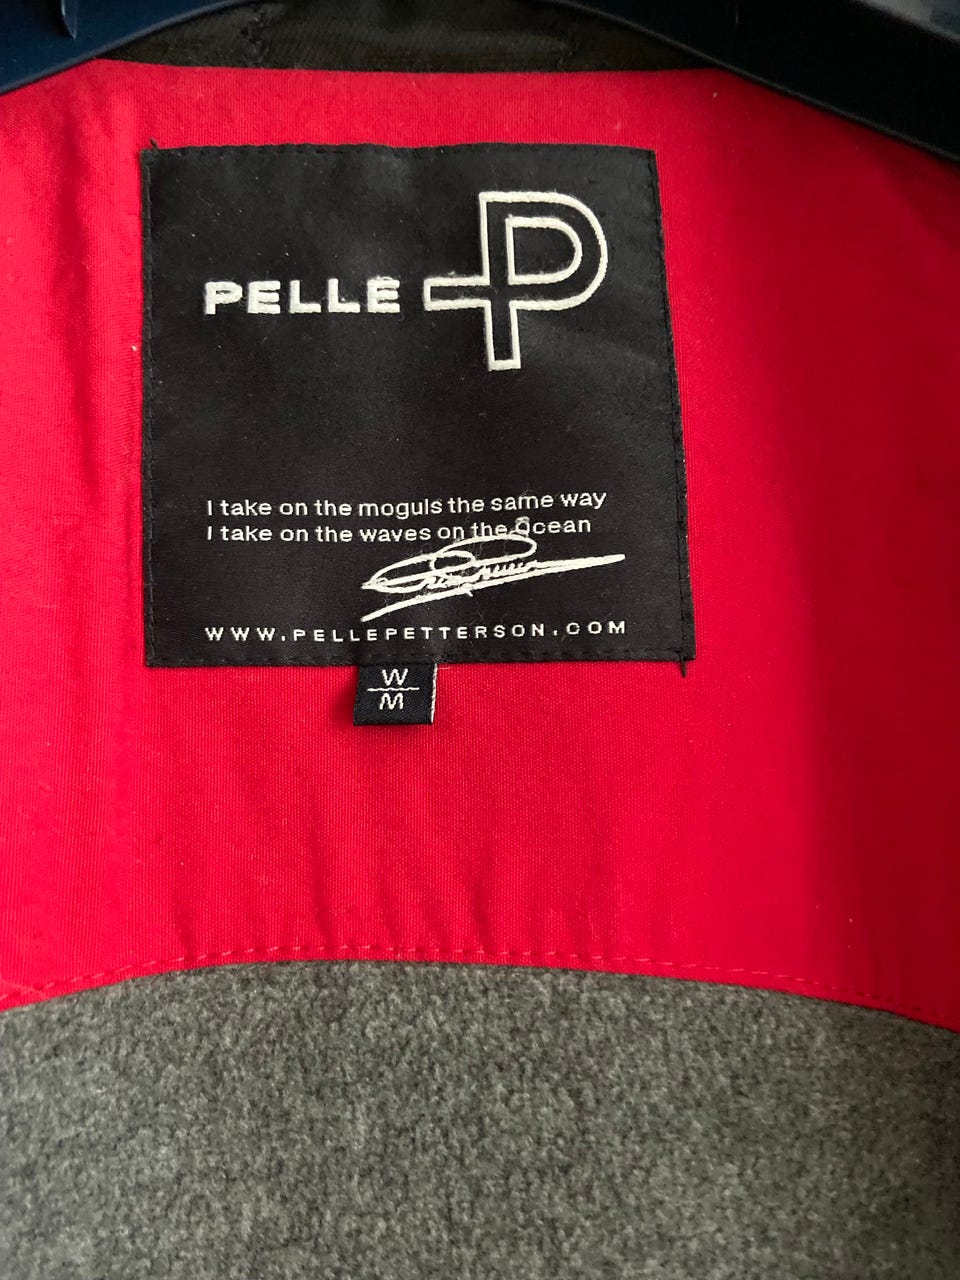 PELLE P
I take on the moguls the same way
I take on the waves on the Ocean
WWW.PELLEPETTERSON.COM
W
M